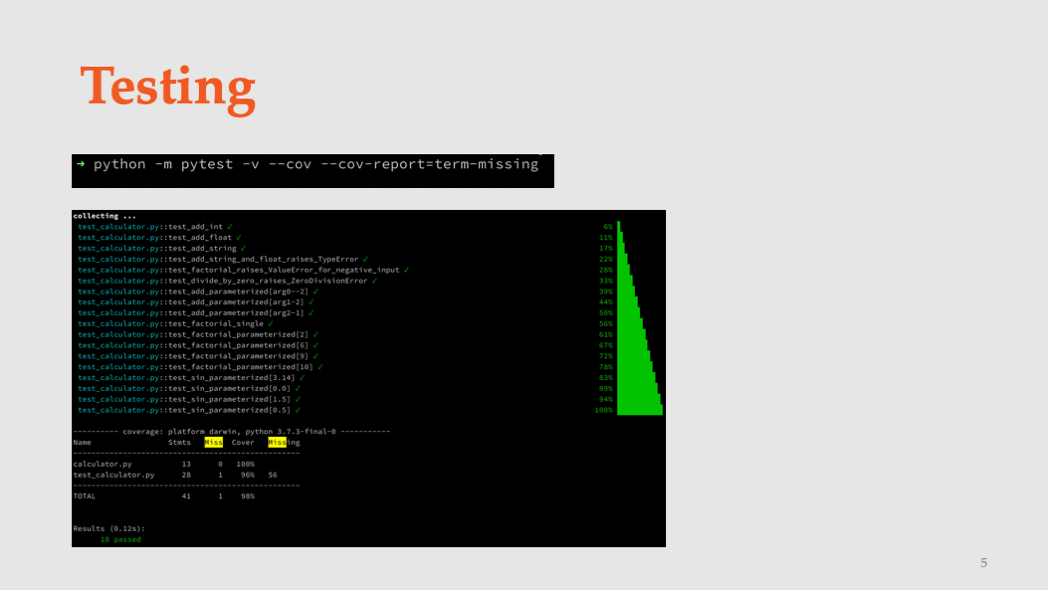 Testing
➜ python -m pytest -v --cov --cov-report=term-missing
collecting ...
test_calculator.py::test_add_int ✓ 6%
test_calculator.py::test_add_float ✓ 11%
test_calculator.py::test_add_string ✓ 17%
test_calculator.py::test_add_string_and_float_raises_TypeError ✓ 22%
test_calculator.py::test_factorial_raises_ValueError_for_negative_input ✓ 28%
test_calculator.py::test_divide_by_zero_raises_ZeroDivisionError ✓ 33%
test_calculator.py::test_add_parameterized[arg0--2] ✓ 39%
test_calculator.py::test_add_parameterized[arg1-2] ✓ 44%
test_calculator.py::test_add_parameterized[arg2-1] ✓ 50%
test_calculator.py::test_factorial_single ✓ 56%
test_calculator.py::test_factorial_parameterized[2] ✓ 61%
test_calculator.py::test_factorial_parameterized[6] ✓ 67%
test_calculator.py::test_factorial_parameterized[9] ✓ 72%
test_calculator.py::test_factorial_parameterized[10] ✓ 78%
test_calculator.py::test_sin_parameterized[3.14] ✓ 83%
test_calculator.py::test_sin_parameterized[0.0] ✓ 89%
test_calculator.py::test_sin_parameterized[1.5] ✓ 94%
test_calculator.py::test_sin_parameterized[0.5] ✓ 100%
---------- coverage: platform darwin, python 3.7.3-final-0 -----------
Name Stmts Miss Cover Missing
--------------------------------------------------
calculator.py 13 0 100%
test_calculator.py 28 1 96% 56
--------------------------------------------------
TOTAL 41 1 98%
Results (0.12s):
18 passed
5